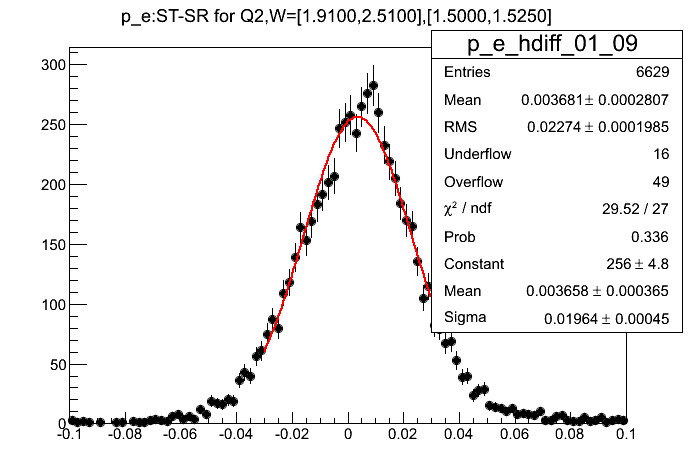 p_e:ST-SR for Q2,W=[1.9100,2.5100],[1.5000,1.5250]
p_e_hdiff_01_09
Entries 6629
Mean 0.003681± 0.0002807
RMS 0.02274± 0.0001985
Underflow 16
Overflow 49
χ² / ndf 29.52 / 27
Prob 0.336
Constant 256 ± 4.8
Mean 0.003658 ± 0.000365
Sigma 0.01964 ± 0.00045
300
250
200
150
100
50
0
-0.1 -0.08 -0.06 -0.04 -0.02 0 0.02 0.04 0.06 0.08 0.1